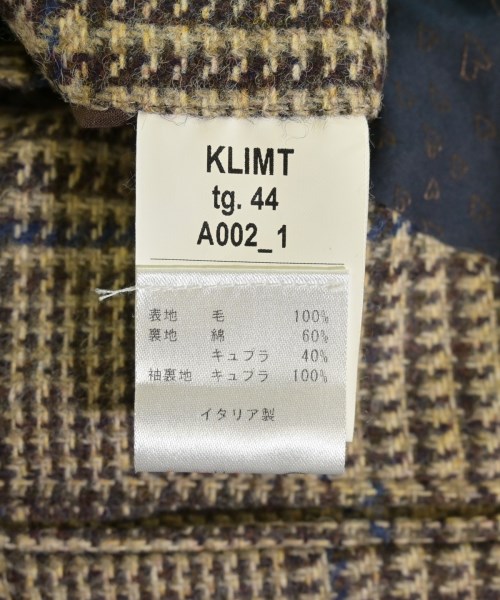 KLIMT
tg. 44
A002_1
表地 毛 100%
裏地 綿 60%
キュプラ 40%
袖裏地 キュプラ 100%
イタリア製